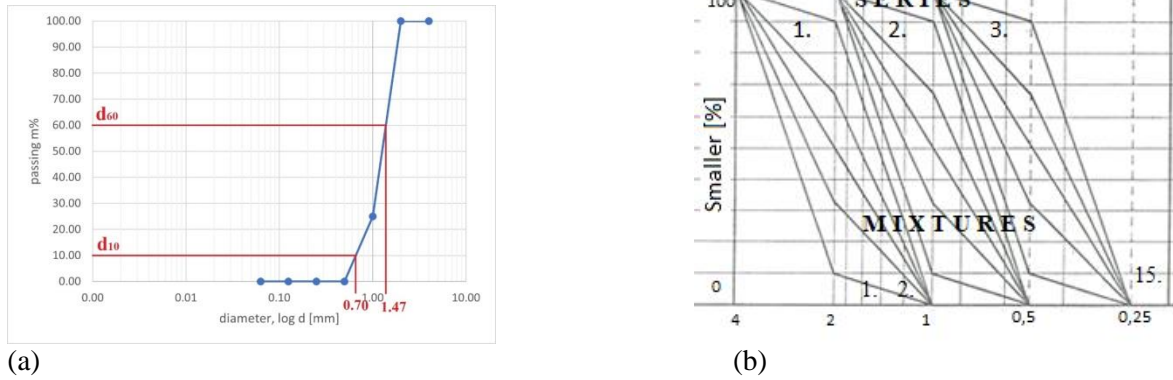 100.00
90.00
80.00
70.00
60.00
50.00
40.00
30.00
20.00
10.00
0.00
passing m%
d60
d10
0.00 0.01 0.10 1.00 10.00
0.70 1.47
diameter, log d [mm]
(a)
100
SERIES
1. 2. 3.
Smaller [%]
MIXTURES
1. 2. 15.
0
4 2 1 0,5 0,25
(b)